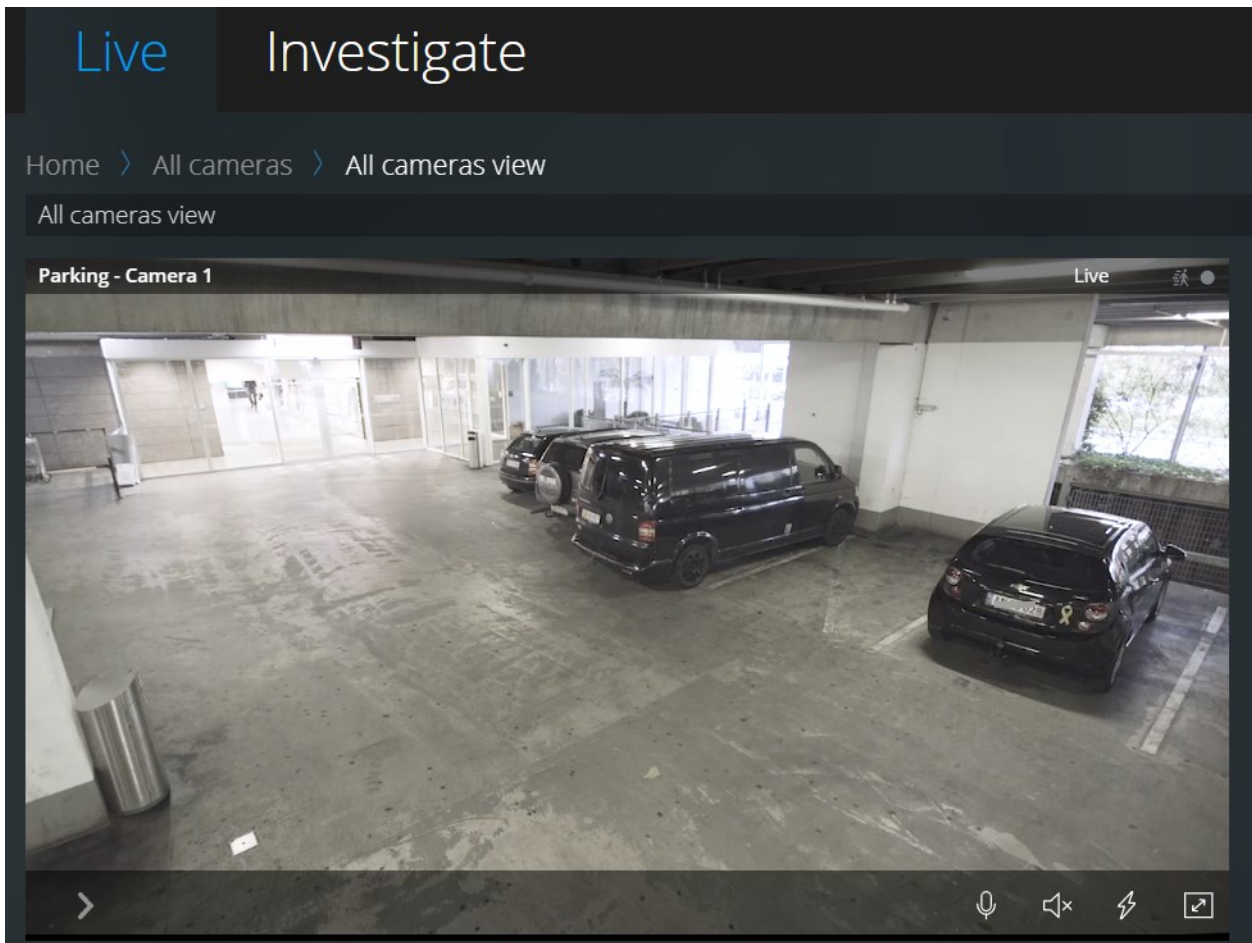 Live Investigate
Home 〉 All cameras 〉 All cameras view
All cameras view
Parking - Camera 1 Live